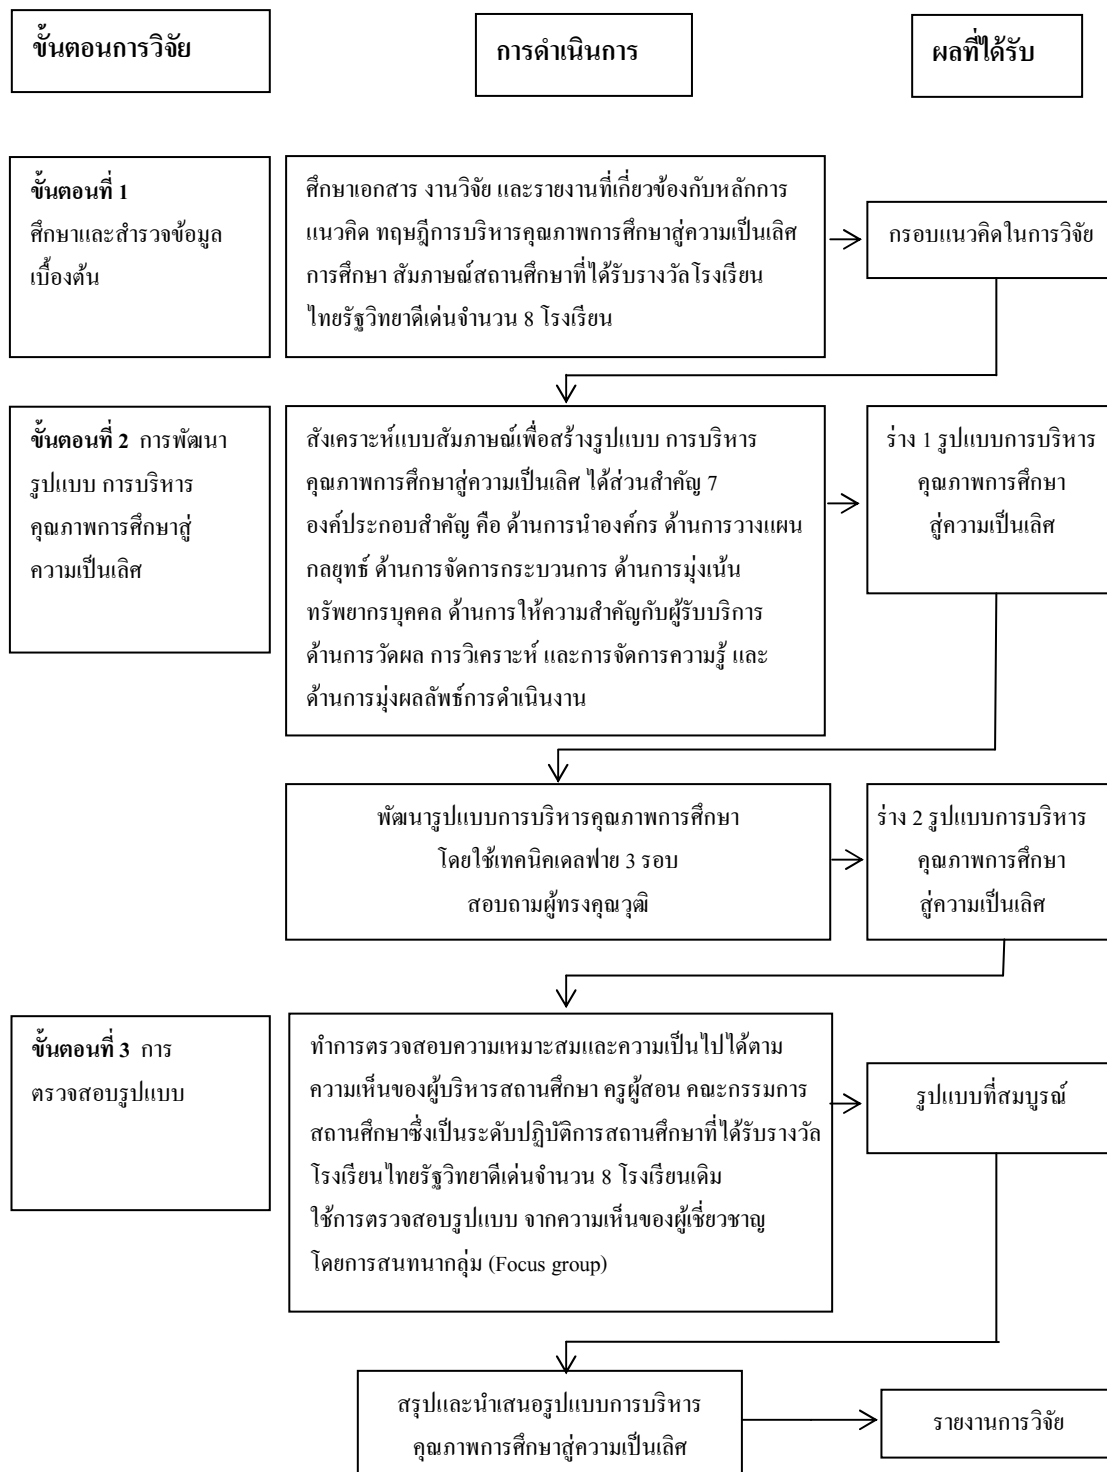 ขั้นตอนการวิจัย
การดำเนินการ
ผลที่ได้รับ
ขั้นตอนที่ 1
ศึกษาและสำรวจข้อมูล
เบื้องต้น
ศึกษาเอกสาร งานวิจัย และรายงานที่เกี่ยวข้องกับหลักการ
แนวคิด ทฤษฎีการบริหารคุณภาพการศึกษาสู่ความเป็นเลิศ
การศึกษา สัมภาษณ์สถานศึกษาที่ได้รับรางวัลโรงเรียน
ไทยรัฐวิทยาดีเด่นจำนวน 8 โรงเรียน
กรอบแนวคิดในการวิจัย
ขั้นตอนที่ 2 การพัฒนา
รูปแบบ การบริหาร
คุณภาพการศึกษาสู่
ความเป็นเลิศ
สังเคราะห์แบบสัมภาษณ์เพื่อสร้างรูปแบบ การบริหาร
คุณภาพการศึกษาสู่ความเป็นเลิศ ได้ส่วนสำคัญ 7
องค์ประกอบสำคัญ คือ ด้านการนำองค์กร ด้านการวางแผน
กลยุทธ์ ด้านการจัดการกระบวนการ ด้านการมุ่งเน้น
ทรัพยากรบุคคล ด้านการให้ความสำคัญกับผู้รับบริการ
ด้านการวัดผล การวิเคราะห์ และการจัดการความรู้ และ
ด้านการมุ่งผลลัพธ์การดำเนินงาน
ร่าง 1 รูปแบบการบริหาร
คุณภาพการศึกษา
สู่ความเป็นเลิศ
พัฒนารูปแบบการบริหารคุณภาพการศึกษา
โดยใช้เทคนิคเดลฟาย 3 รอบ
สอบถามผู้ทรงคุณวุฒิ
ร่าง 2 รูปแบบการบริหาร
คุณภาพการศึกษา
สู่ความเป็นเลิศ
ขั้นตอนที่ 3 การ
ตรวจสอบรูปแบบ
ทำการตรวจสอบความเหมาะสมและความเป็นไปได้ตาม
ความเห็นของผู้บริหารสถานศึกษา ครูผู้สอน คณะกรรมการ
สถานศึกษาซึ่งเป็นระดับปฏิบัติการสถานศึกษาที่ได้รับรางวัล
โรงเรียนไทยรัฐวิทยาดีเด่นจำนวน 8 โรงเรียนเดิม
ใช้การตรวจสอบรูปแบบ จากความเห็นของผู้เชี่ยวชาญ
โดยการสนทนากลุ่ม (Focus group)
รูปแบบที่สมบูรณ์
สรุปและนำเสนอรูปแบบการบริหาร
คุณภาพการศึกษาสู่ความเป็นเลิศ
รายงานการวิจัย